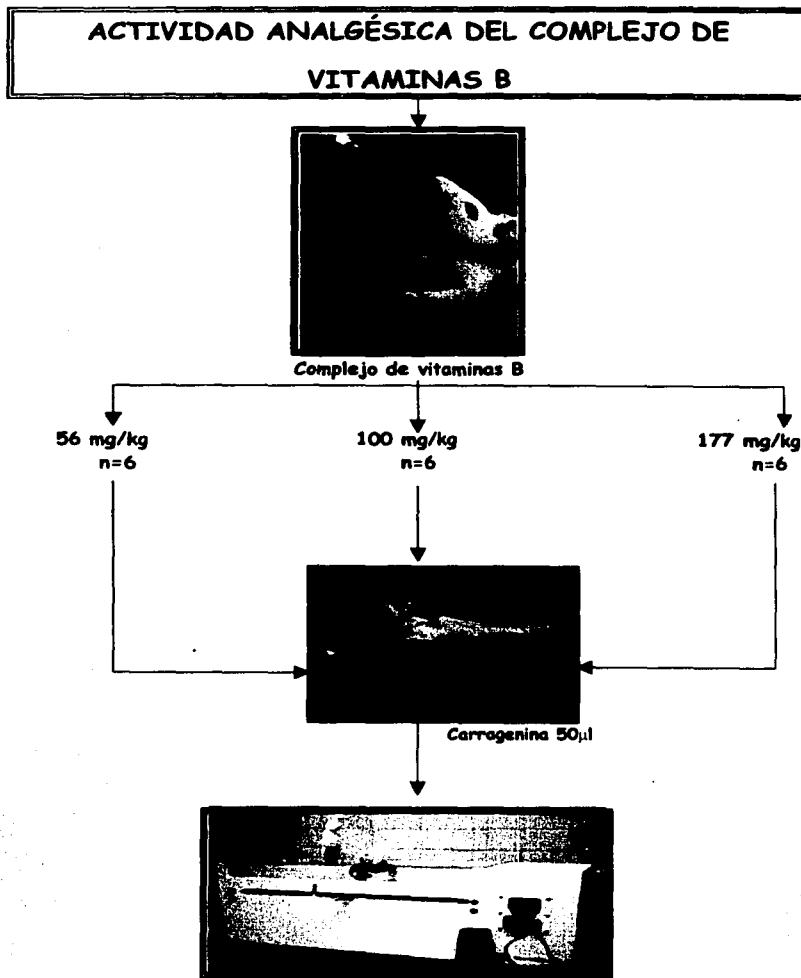 ACTIVIDAD ANALGÉSICA DEL COMPLEJO DE
VITAMINAS B
Complejo de vitaminas B
56 mg/kg
n=6
100 mg/kg
n=6
177 mg/kg
n=6
Carragenina 50µl